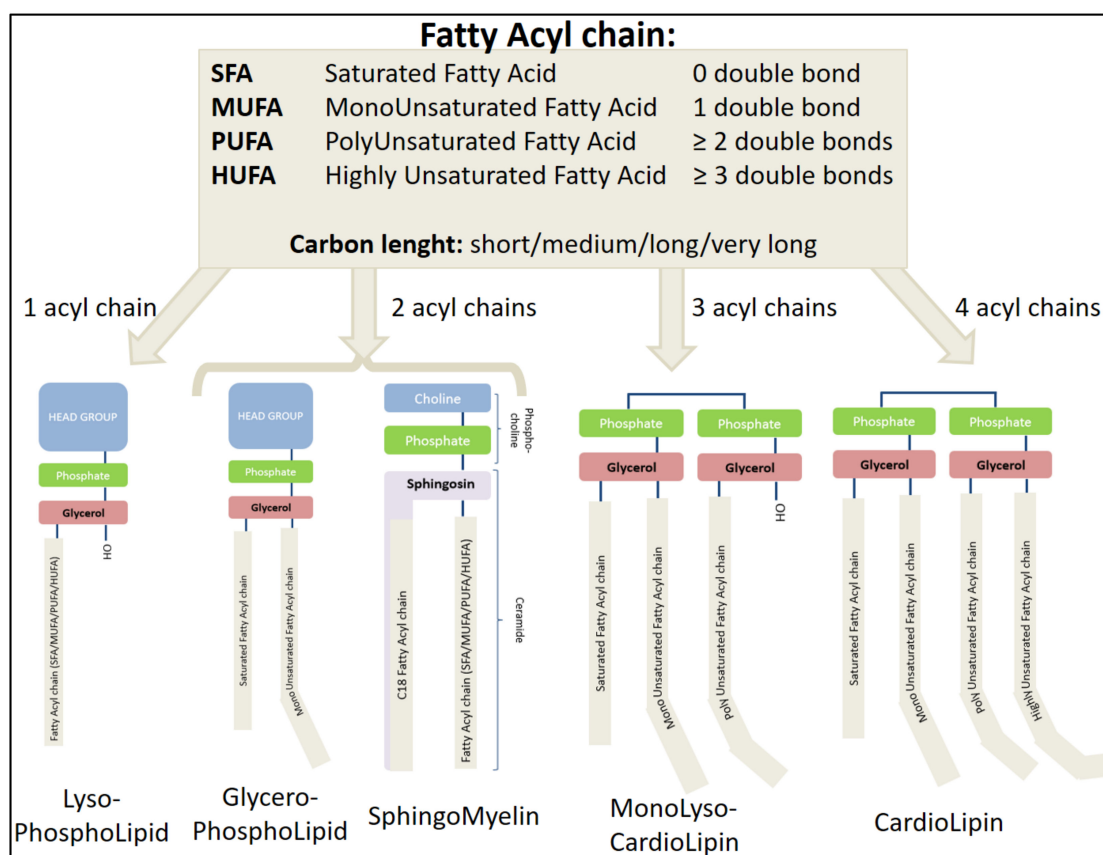 Fatty Acyl chain:
SFA Saturated Fatty Acid 0 double bond
MUFA MonoUnsaturated Fatty Acid 1 double bond
PUFA PolyUnsaturated Fatty Acid ≥ 2 double bonds
HUFA Highly Unsaturated Fatty Acid ≥ 3 double bonds
Carbon lenght: short/medium/long/very long
1 acyl chain
2 acyl chains
3 acyl chains
4 acyl chains
HEAD GROUP
Phosphate
Glycerol
OH
Fatty Acyl chain (SFA/MUFA/PUFA/HUFA)
Lyso-
PhosphoLipid
HEAD GROUP
Phosphate
Glycerol
Saturated Fatty Acyl chain
Mono Unsaturated Fatty Acyl chain
Glycero-
PhosphoLipid
Choline
Phosphate
Phospho-
choline
Sphingosin
C18 Fatty Acyl chain
Fatty Acyl chain (SFA/MUFA/PUFA/HUFA)
Ceramide
SphingoMyelin
Phosphate
Phosphate
Glycerol
Glycerol
OH
Saturated Fatty Acyl chain
Mono Unsaturated Fatty Acyl chain
Poly Unsaturated Fatty Acyl chain
MonoLyso-
CardioLipin
Phosphate
Phosphate
Glycerol
Glycerol
Saturated Fatty Acyl chain
Mono Unsaturated Fatty Acyl chain
Poly Unsaturated Fatty Acyl chain
Highly Unsaturated Fatty Acyl chain
CardioLipin